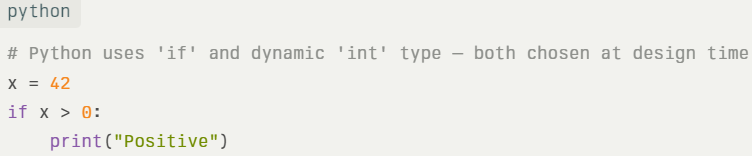 python
# Python uses 'if' and dynamic 'int' type — both chosen at design time
x = 42
if x > 0:
    print("Positive")